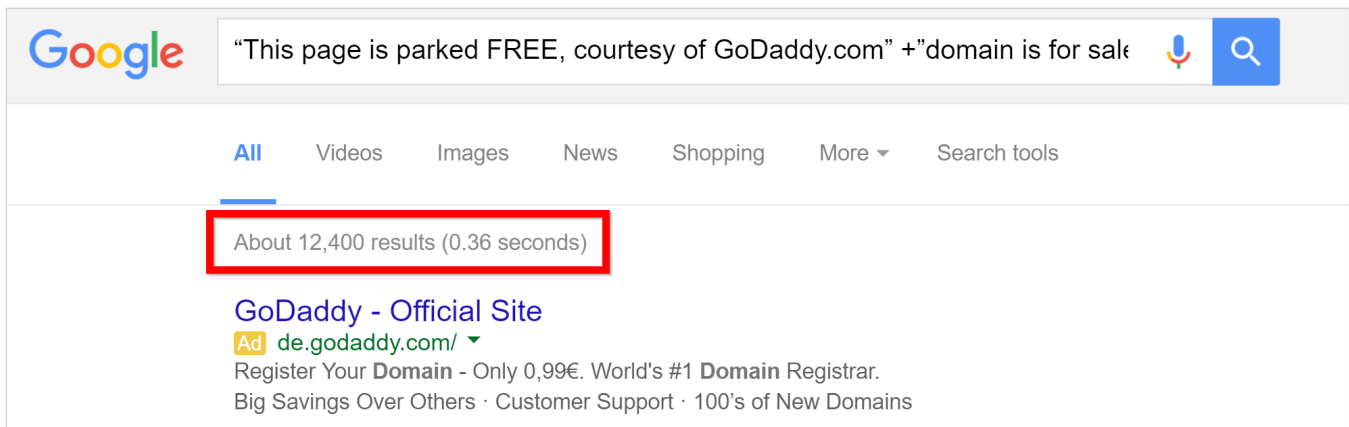 Google
“This page is parked FREE, courtesy of GoDaddy.com” +”domain is for sale
All Videos Images News Shopping More Search tools
About 12,400 results (0.36 seconds)
GoDaddy - Official Site
Ad de.godaddy.com/
Register Your Domain - Only 0,99€. World's #1 Domain Registrar.
Big Savings Over Others · Customer Support · 100’s of New Domains